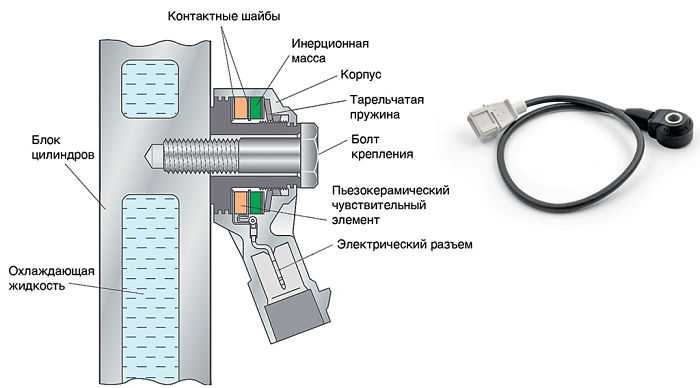 Контактные шайбы
Инерционная
масса
Корпус
Тарельчатая
пружина
Блок
цилиндров
Болт
крепления
Пьезокерамический
чувствительный
элемент
Электрический разъем
Охлаждающая
жидкость